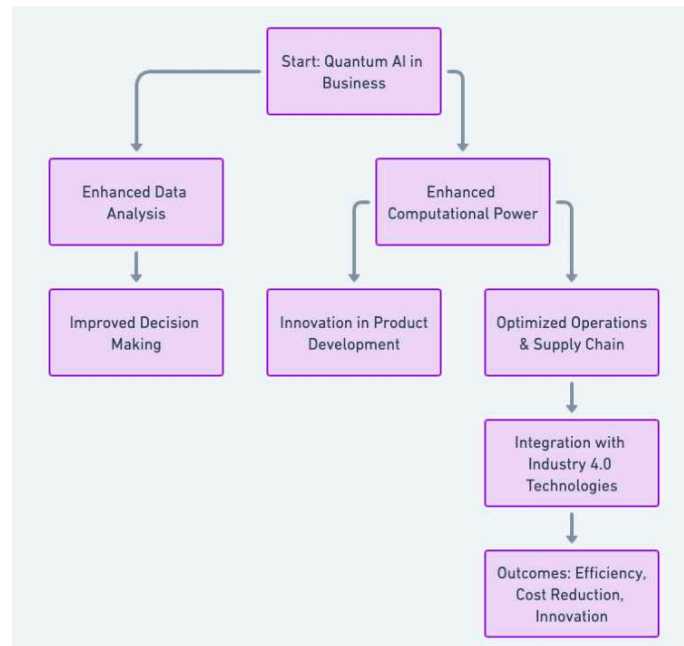 Start: Quantum AI in
Business
Enhanced Data
Analysis
Enhanced
Computational Power
Improved Decision
Making
Innovation in Product
Development
Optimized Operations
& Supply Chain
Integration with
Industry 4.0
Technologies
Outcomes: Efficiency,
Cost Reduction,
Innovation